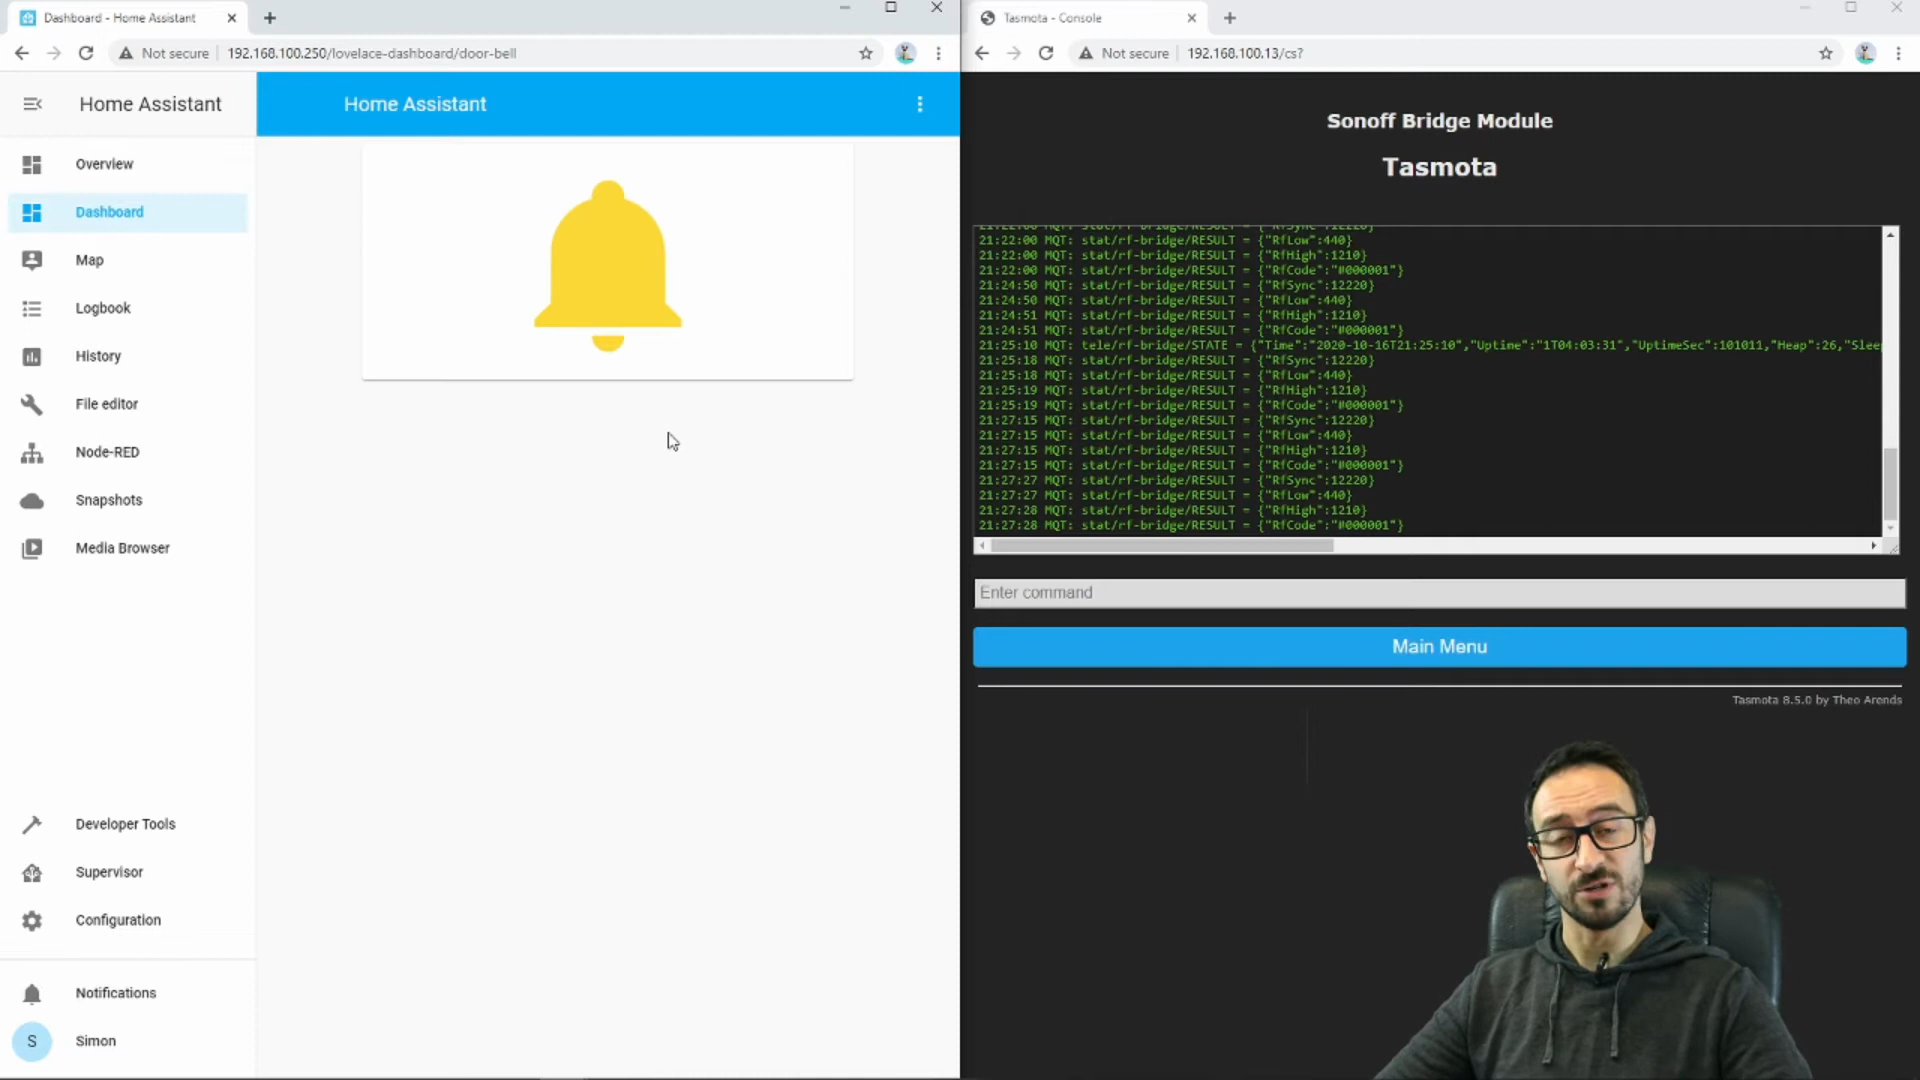 Dashboard - Home Assistant
Not secure
192.168.100.250/lovelace-dashboard/door-bell
Home Assistant
Home Assistant
Overview
Dashboard
Map
Logbook
History
File editor
Node-RED
Snapshots
Media Browser
Developer Tools
Supervisor
Configuration
Notifications
S
Simon
Tasmota - Console
Not secure
192.168.100.13/cs?
Sonoff Bridge Module
Tasmota
21:22:00 MQT: stat/rf-bridge/RESULT = {"RfSync":12220}
21:22:00 MQT: stat/rf-bridge/RESULT = {"RfLow":440}
21:22:00 MQT: stat/rf-bridge/RESULT = {"RfHigh":1210}
21:22:00 MQT: stat/rf-bridge/RESULT = {"RfCode":"#000001"}
21:24:50 MQT: stat/rf-bridge/RESULT = {"RfSync":12220}
21:24:50 MQT: stat/rf-bridge/RESULT = {"RfLow":440}
21:24:51 MQT: stat/rf-bridge/RESULT = {"RfHigh":1210}
21:24:51 MQT: stat/rf-bridge/RESULT = {"RfCode":"#000001"}
21:25:10 MQT: tele/rf-bridge/STATE = {"Time":"2020-10-16T21:25:10","Uptime":"1T04:03:31","UptimeSec":101011,"Heap":26,"Slee
21:25:18 MQT: stat/rf-bridge/RESULT = {"RfSync":12220}
21:25:18 MQT: stat/rf-bridge/RESULT = {"RfLow":440}
21:25:19 MQT: stat/rf-bridge/RESULT = {"RfHigh":1210}
21:25:19 MQT: stat/rf-bridge/RESULT = {"RfCode":"#000001"}
21:27:15 MQT: stat/rf-bridge/RESULT = {"RfSync":12220}
21:27:15 MQT: stat/rf-bridge/RESULT = {"RfLow":440}
21:27:15 MQT: stat/rf-bridge/RESULT = {"RfHigh":1210}
21:27:15 MQT: stat/rf-bridge/RESULT = {"RfCode":"#000001"}
21:27:27 MQT: stat/rf-bridge/RESULT = {"RfSync":12220}
21:27:27 MQT: stat/rf-bridge/RESULT = {"RfLow":440}
21:27:28 MQT: stat/rf-bridge/RESULT = {"RfHigh":1210}
21:27:28 MQT: stat/rf-bridge/RESULT = {"RfCode":"#000001"}
Enter command
Main Menu
Tasmota 8.5.0 by Theo Arends